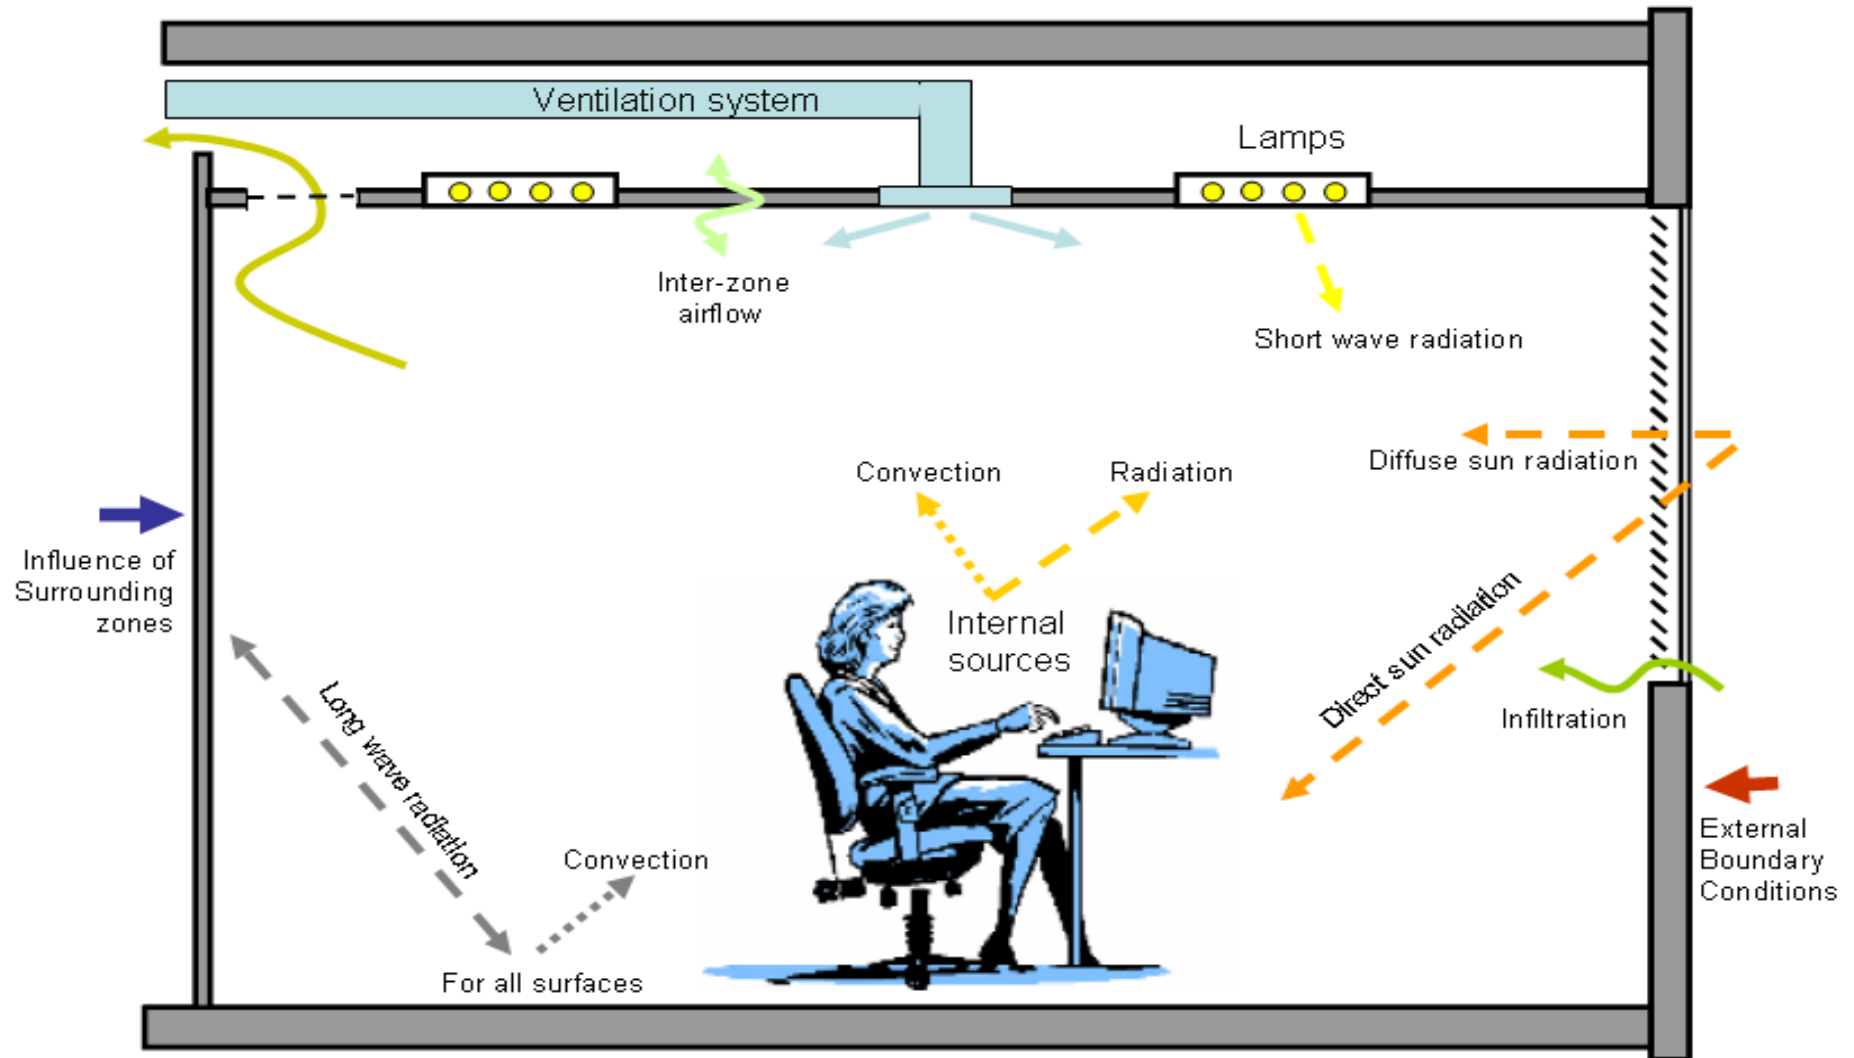 Ventilation system
Lamps
Inter-zone
airflow
Short wave radiation
Diffuse sun radiation
Convection
Radiation
Influence of
Surrounding
zones
Internal
sources
Direct sun radiation
Infiltration
Long wave radiation
Convection
External
Boundary
Conditions
For all surfaces